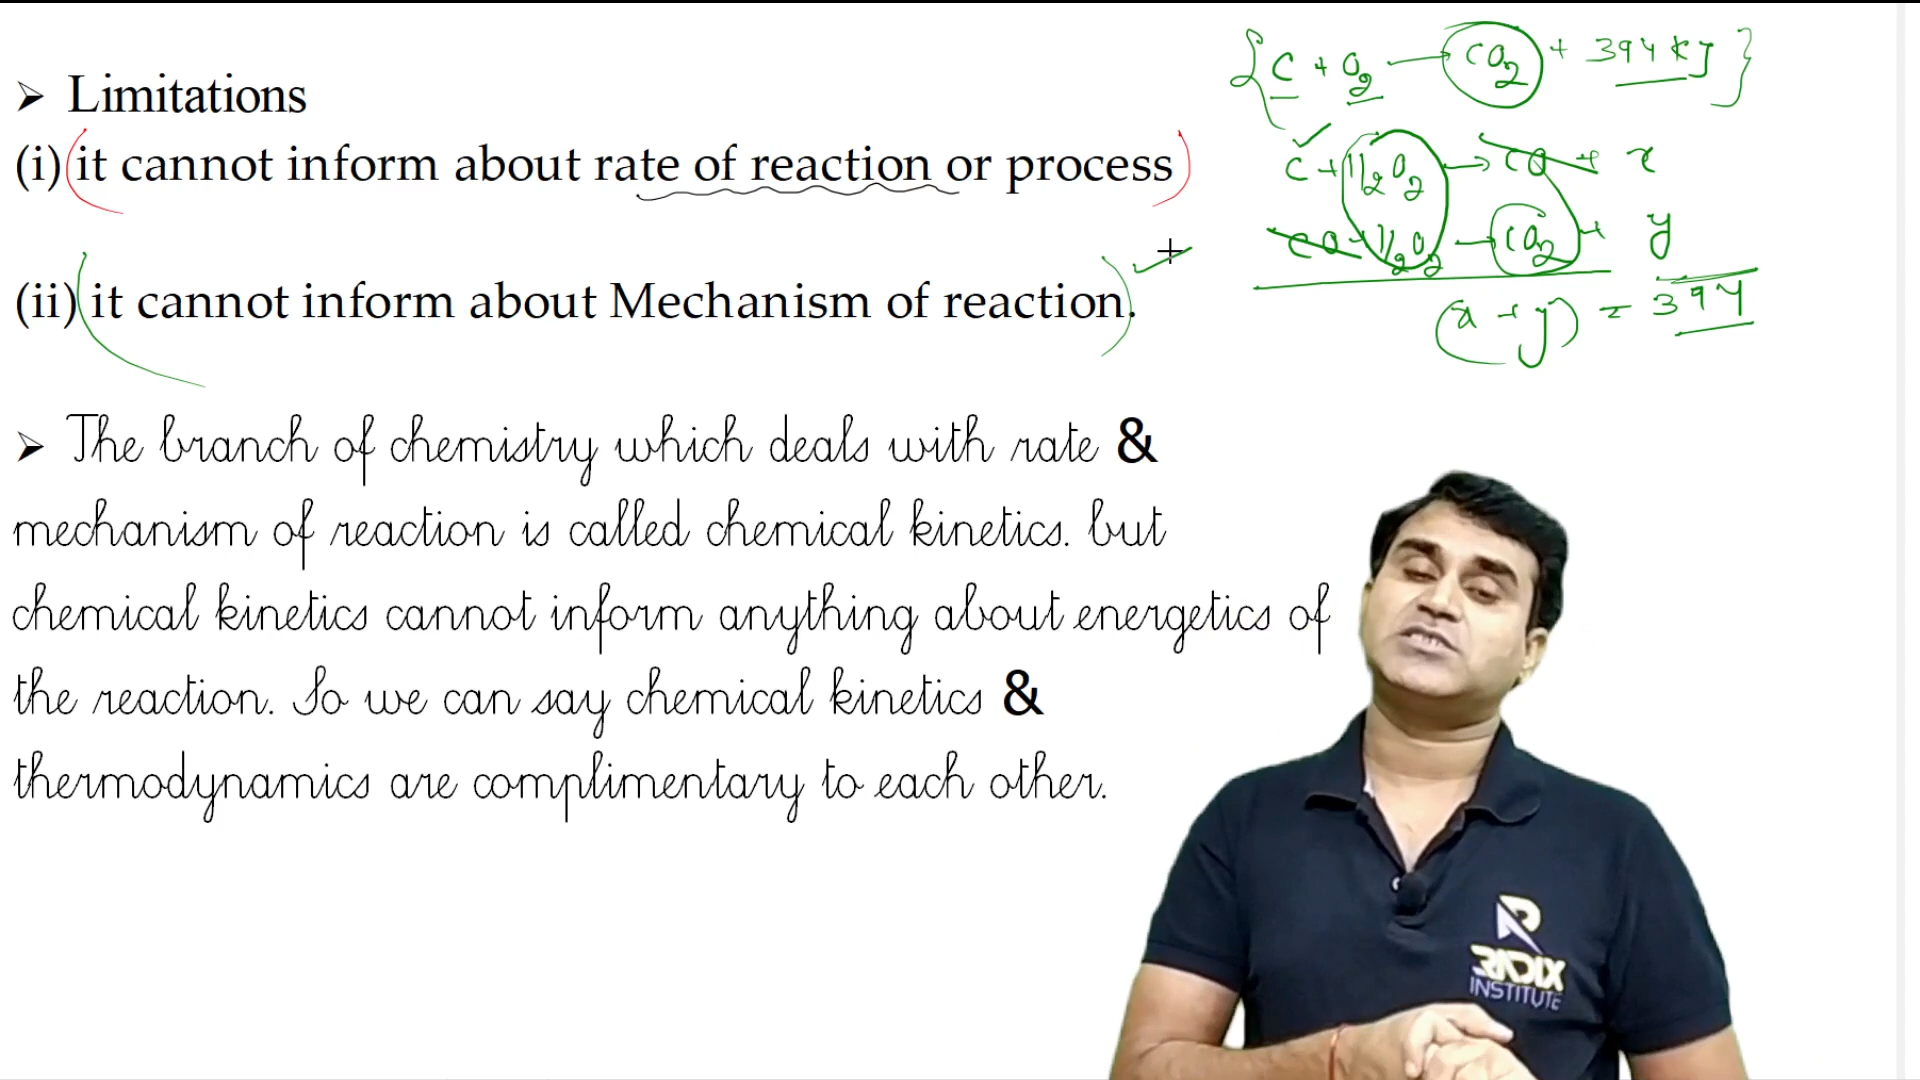 ➢ Limitations
(i) it cannot inform about rate of reaction or process
(ii) it cannot inform about Mechanism of reaction.
➢ The branch of chemistry which deals with rate &
mechanism of reaction is called chemical kinetics. but
chemical kinetics cannot inform anything about energetics of
the reaction. So we can say chemical kinetics &
thermodynamics are complimentary to each other.
{C + O2 → CO2 + 394 kJ}
C + 1/2 O2 → CO + x
CO + 1/2 O2 → CO2 + y
(x + y) = 394
RADIX
INSTITUTE